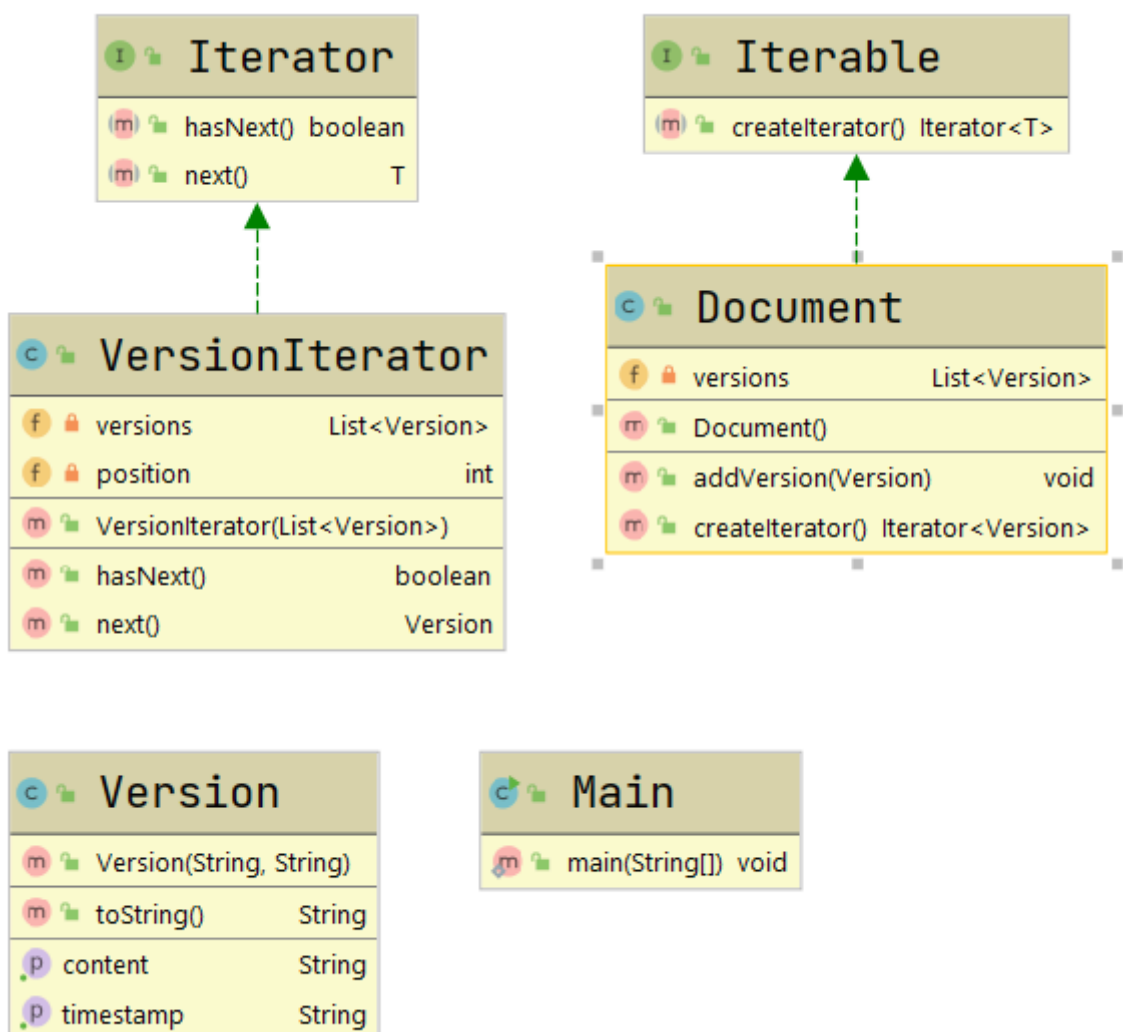 Iterator
hasNext() boolean
next() T
Iterable
createIterator() Iterator<T>
VersionIterator
versions List<Version>
position int
VersionIterator(List<Version>)
hasNext() boolean
next() Version
Document
versions List<Version>
Document()
addVersion(Version) void
createIterator() Iterator<Version>
Version
Version(String, String)
toString() String
content String
timestamp String
Main
main(String[]) void